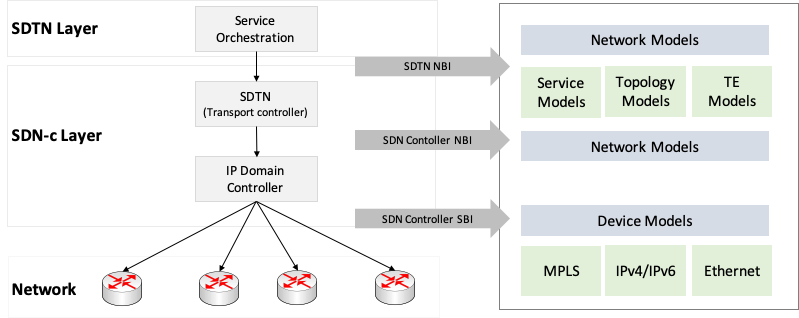 SDTN Layer
Service
Orchestration
SDN-c Layer
SDTN
(Transport controller)
IP Domain
Controller
Network
SDTN NBI
SDN Contoller NBI
SDN Controller SBI
Network Models
Service
Models
Topology
Models
TE
Models
Network Models
Device Models
MPLS
IPv4/IPv6
Ethernet